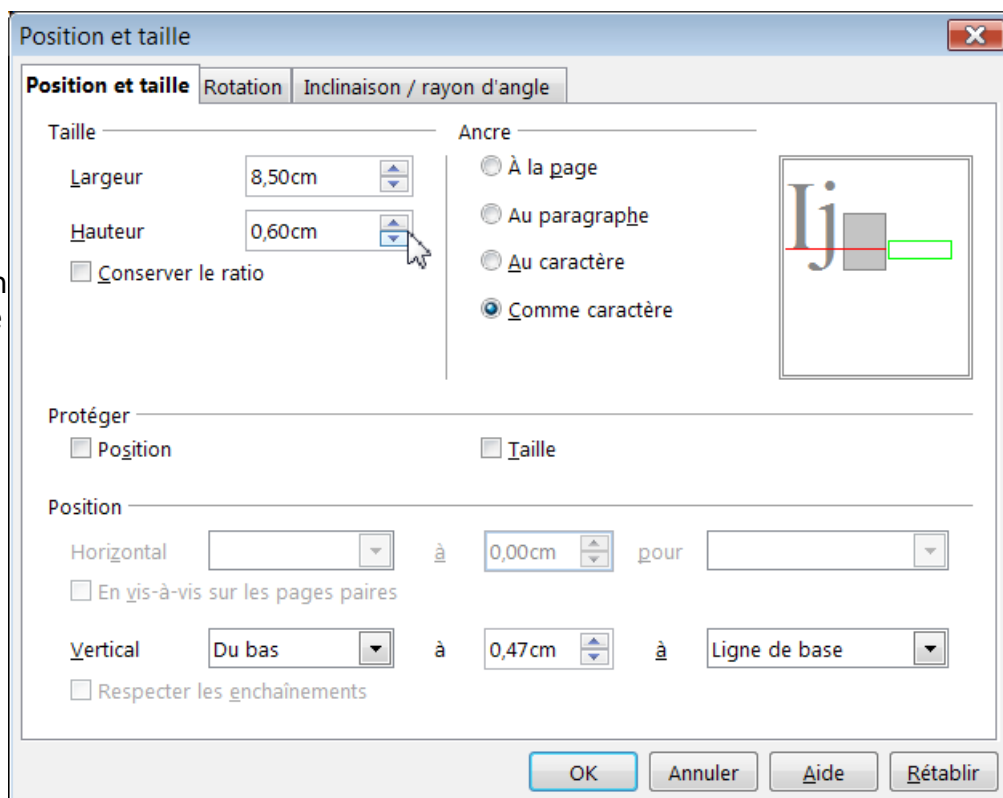 Position et taille
Position et taille Rotation Inclinaison / rayon d'angle
Taille Ancre
Largeur 8,50cm À la page
Hauteur 0,60cm Au paragraphe
Conserver le ratio Au caractère
Comme caractère
Ij
Protéger
Position Taille
Position
Horizontal à 0,00cm pour
En vis-à-vis sur les pages paires
Vertical Du bas à 0,47cm à Ligne de base
Respecter les enchaînements
OK Annuler Aide Rétablir